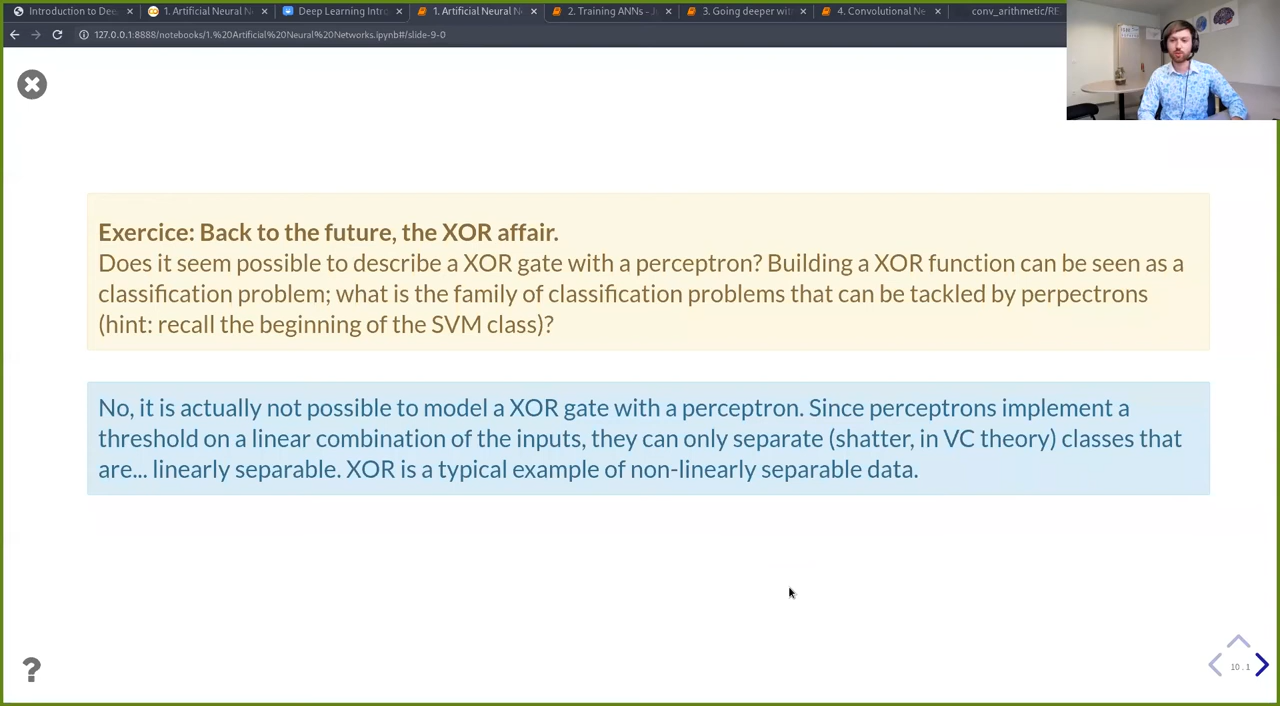 Introduction to Dee
1. Artificial Neural N
Deep Learning Intro
1. Artificial Neural N
2. Training ANNs - J
3. Going deeper wit
4. Convolutional Ne
conv_arithmetic/RE
127.0.0.1:8888/notebooks/1.%20Artificial%20Neural%20Networks.ipynb#/slide-9-0
Exercice: Back to the future, the XOR affair.
Does it seem possible to describe a XOR gate with a perceptron? Building a XOR function can be seen as a
classification problem; what is the family of classification problems that can be tackled by perpectrons
(hint: recall the beginning of the SVM class)?
No, it is actually not possible to model a XOR gate with a perceptron. Since perceptrons implement a
threshold on a linear combination of the inputs, they can only separate (shatter, in VC theory) classes that
are... linearly separable. XOR is a typical example of non-linearly separable data.
?
10.1